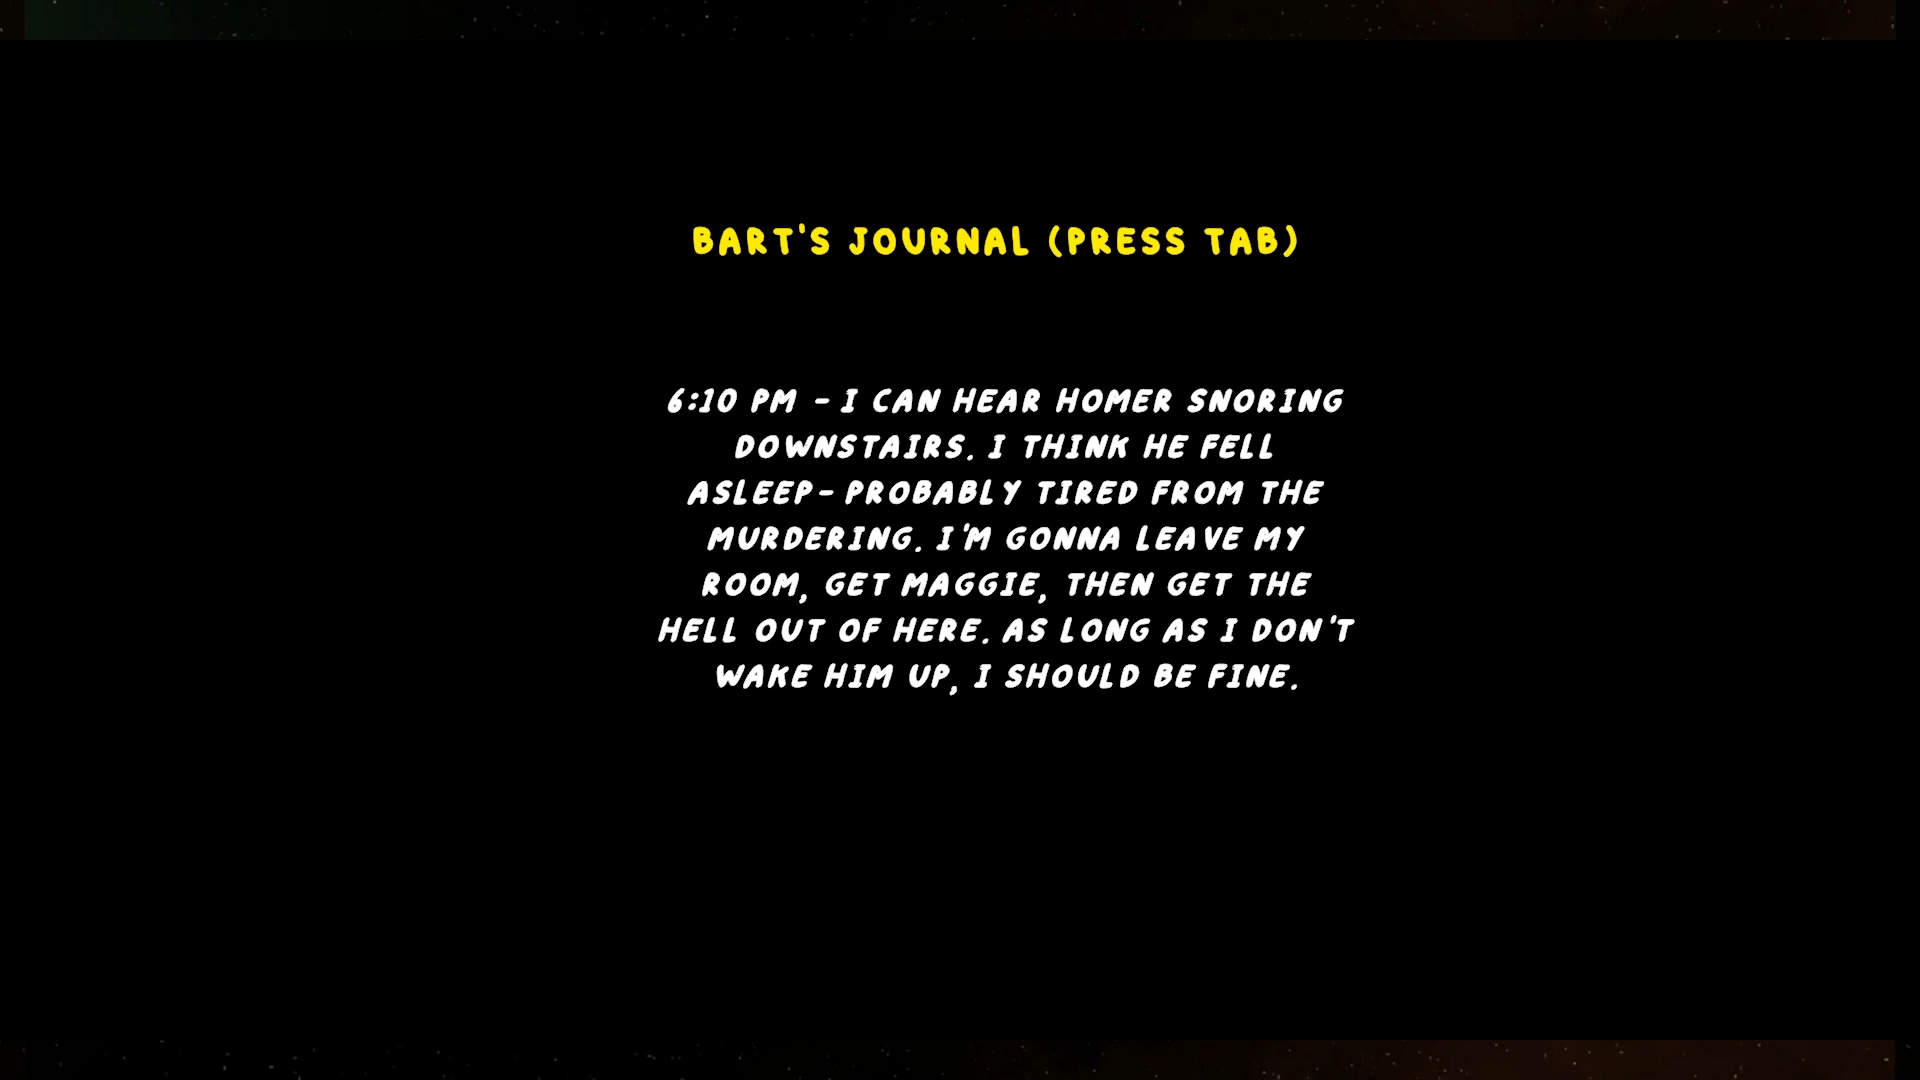 BART'S JOURNAL (PRESS TAB)
6:10 PM - I CAN HEAR HOMER SNORING
DOWNSTAIRS. I THINK HE FELL
ASLEEP- PROBABLY TIRED FROM THE
MURDERING. I'M GONNA LEAVE MY
ROOM, GET MAGGIE, THEN GET THE
HELL OUT OF HERE. AS LONG AS I DON'T
WAKE HIM UP, I SHOULD BE FINE.